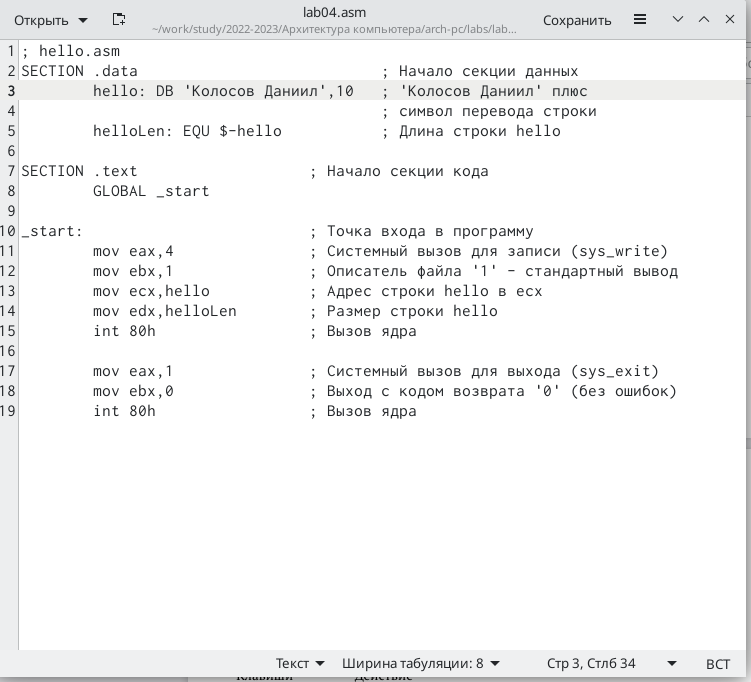 Открыть
lab04.asm
~/work/study/2022-2023/Архитектура компьютера/arch-pc/labs/lab...
Сохранить
1 ; hello.asm
2 SECTION .data ; Начало секции данных
3 hello: DB 'Колосов Даниил',10 ; 'Колосов Даниил' плюс
4 ; символ перевода строки
5 helloLen: EQU $-hello ; Длина строки hello
6
7 SECTION .text ; Начало секции кода
8 GLOBAL _start
9
10 _start: ; Точка входа в программу
11 mov eax,4 ; Системный вызов для записи (sys_write)
12 mov ebx,1 ; Описатель файла '1' - стандартный вывод
13 mov ecx,hello ; Адрес строки hello в ecx
14 mov edx,helloLen ; Размер строки hello
15 int 80h ; Вызов ядра
16
17 mov eax,1 ; Системный вызов для выхода (sys_exit)
18 mov ebx,0 ; Выход с кодом возврата '0' (без ошибок)
19 int 80h ; Вызов ядра
Текст Ширина табуляции: 8 Стр 3, Стлб 34 ВСТ
Клавиши Действие